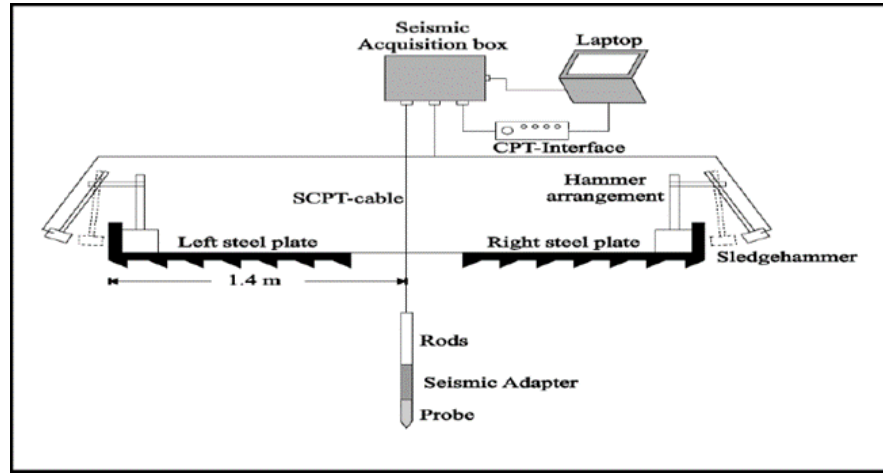 Seismic
Acquisition box
Laptop
CPT-Interface
SCPT-cable
Hammer
arrangement
Left steel plate
Right steel plate
Sledgehammer
1.4 m
Rods
Seismic Adapter
Probe